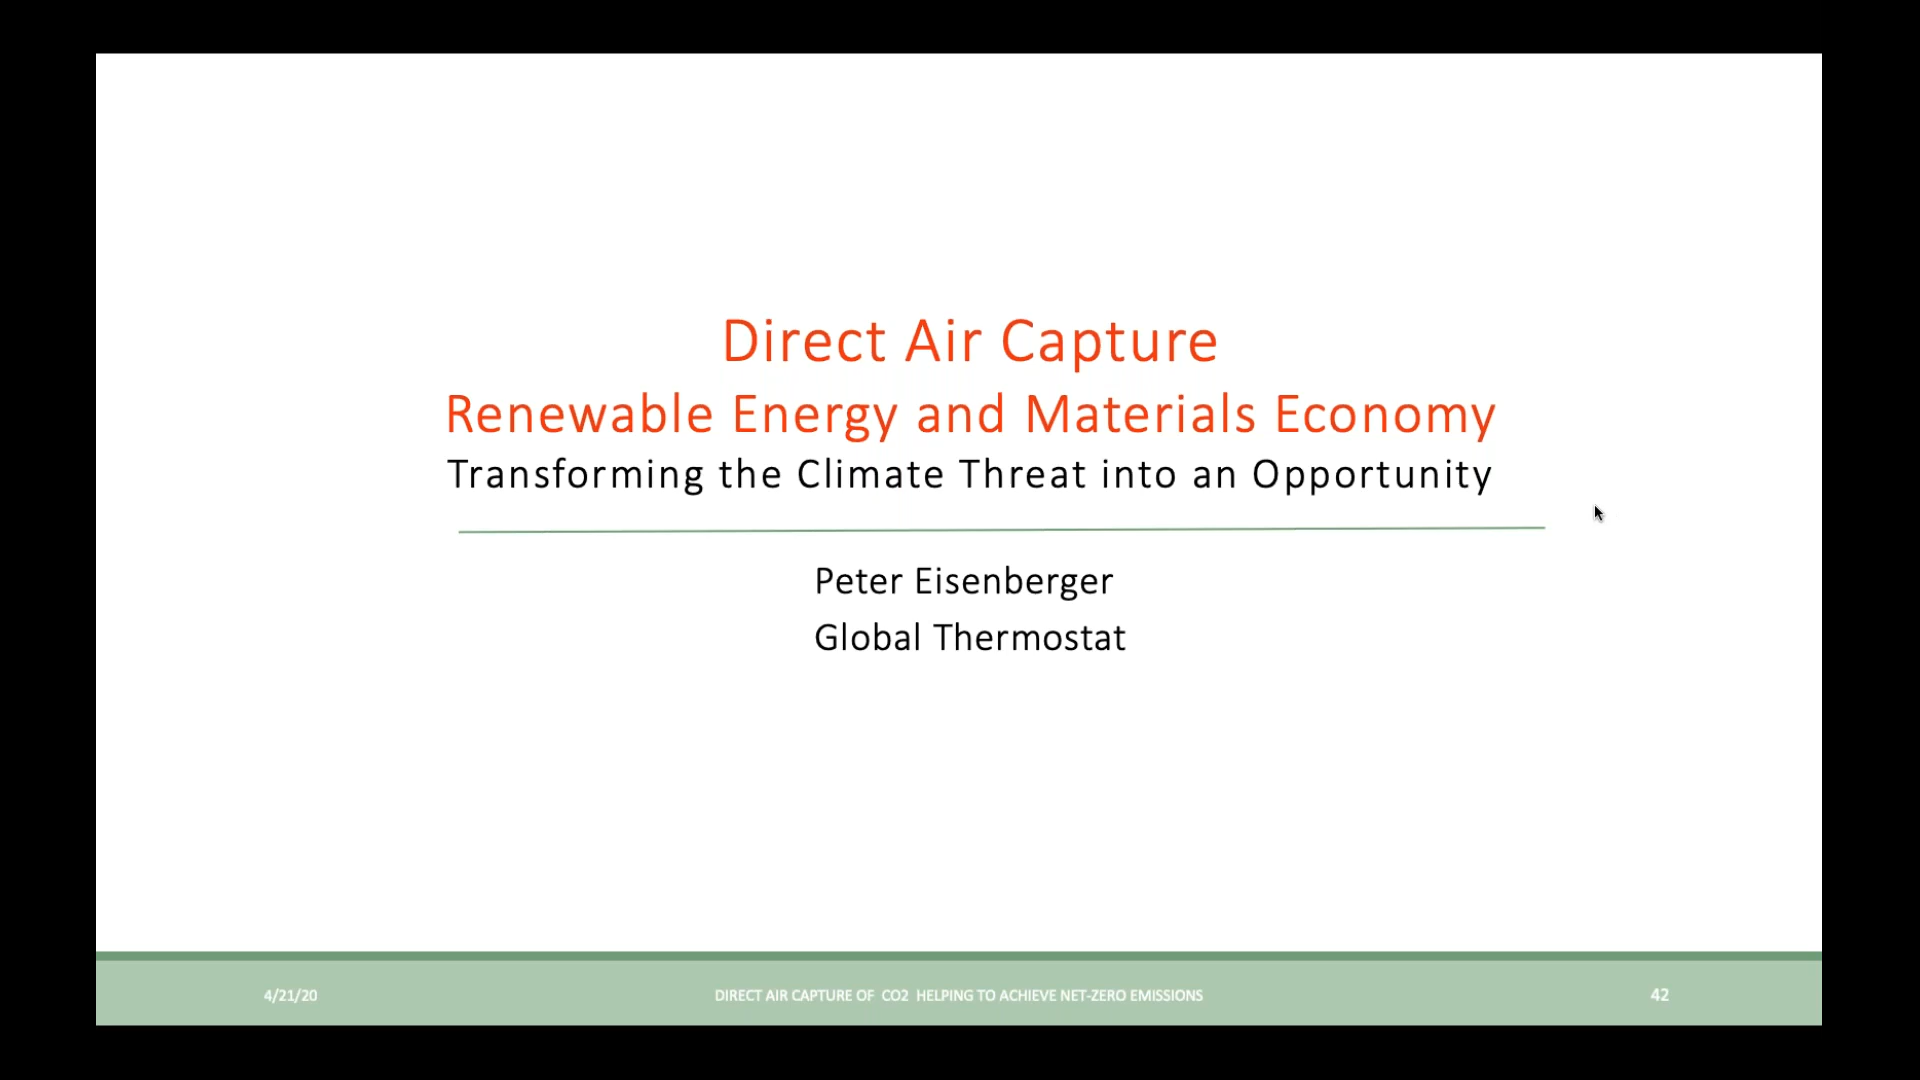 Direct Air Capture
Renewable Energy and Materials Economy
Transforming the Climate Threat into an Opportunity
Peter Eisenberger
Global Thermostat
4/21/20
DIRECT AIR CAPTURE OF CO2 HELPING TO ACHIEVE NET-ZERO EMISSIONS
42